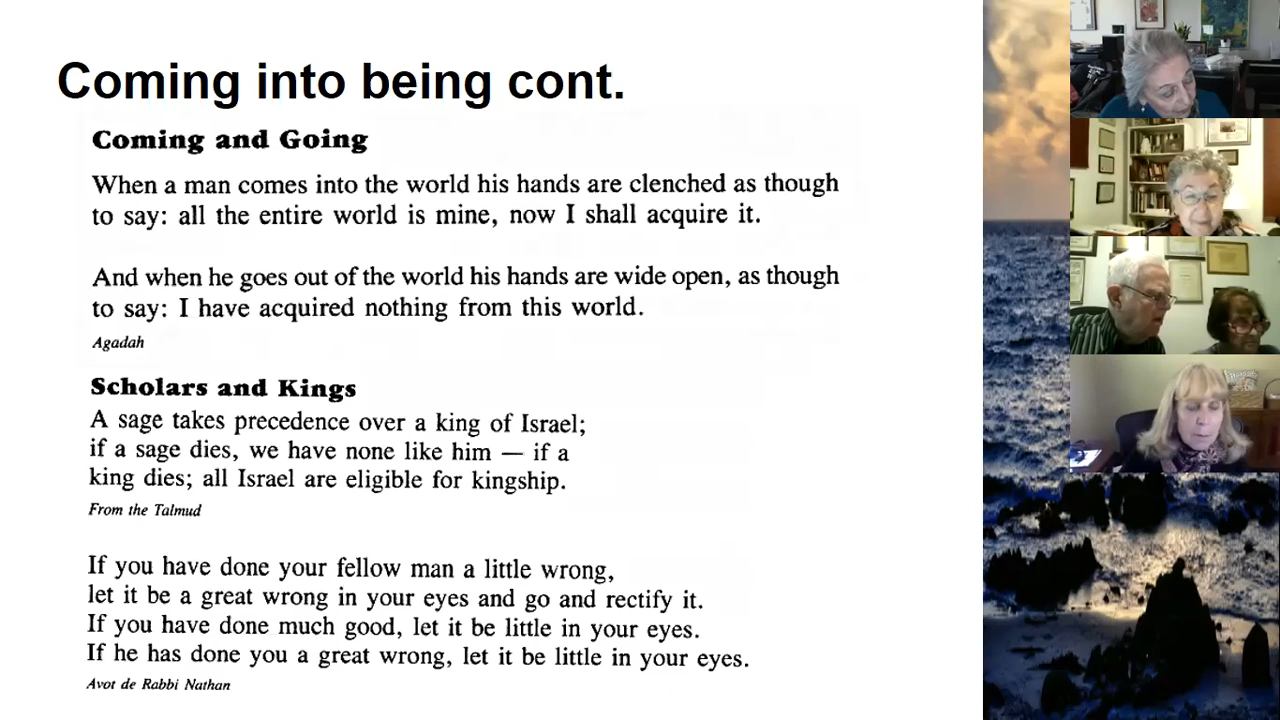 Coming into being cont.
Coming and Going
When a man comes into the world his hands are clenched as though
to say: all the entire world is mine, now I shall acquire it.
And when he goes out of the world his hands are wide open, as though
to say: I have acquired nothing from this world.
Agadah
Scholars and Kings
A sage takes precedence over a king of Israel;
if a sage dies, we have none like him — if a
king dies; all Israel are eligible for kingship.
From the Talmud
If you have done your fellow man a little wrong,
let it be a great wrong in your eyes and go and rectify it.
If you have done much good, let it be little in your eyes.
If he has done you a great wrong, let it be little in your eyes.
Avot de Rabbi Nathan